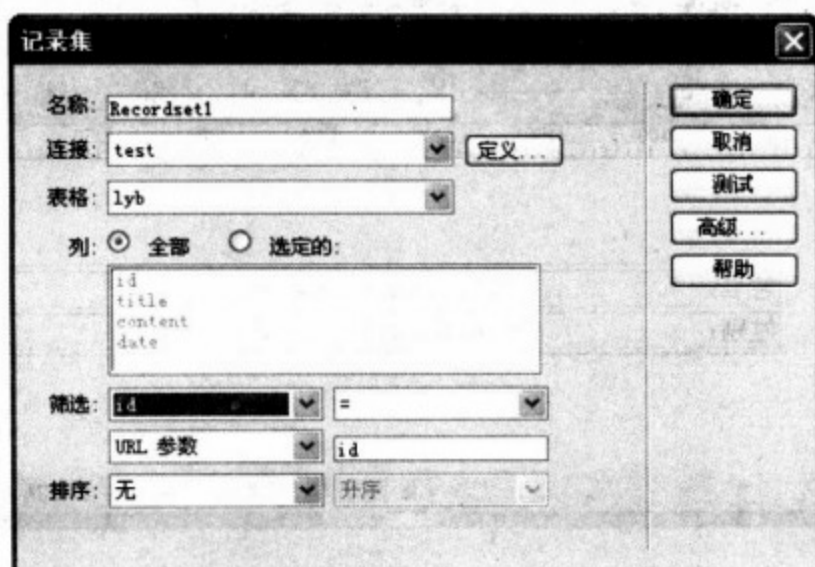 记录集
名称: Recordset1
连接: test 定义...
表格: lyb
列: 全部 选定的:
id
title
content
date
筛选: id =
URL 参数 id
排序: 无 升序
确定
取消
测试
高级...
帮助